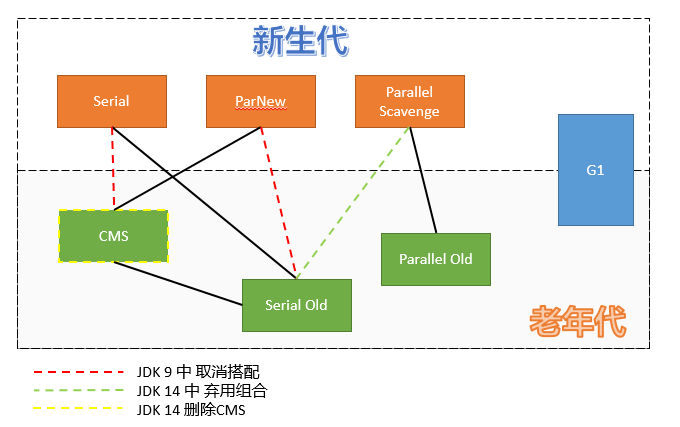 新生代
Serial
ParNew
Parallel
Scavenge
G1
CMS
Parallel Old
Serial Old
老年代
JDK 9 中 取消搭配
JDK 14 中 弃用组合
JDK 14 删除CMS